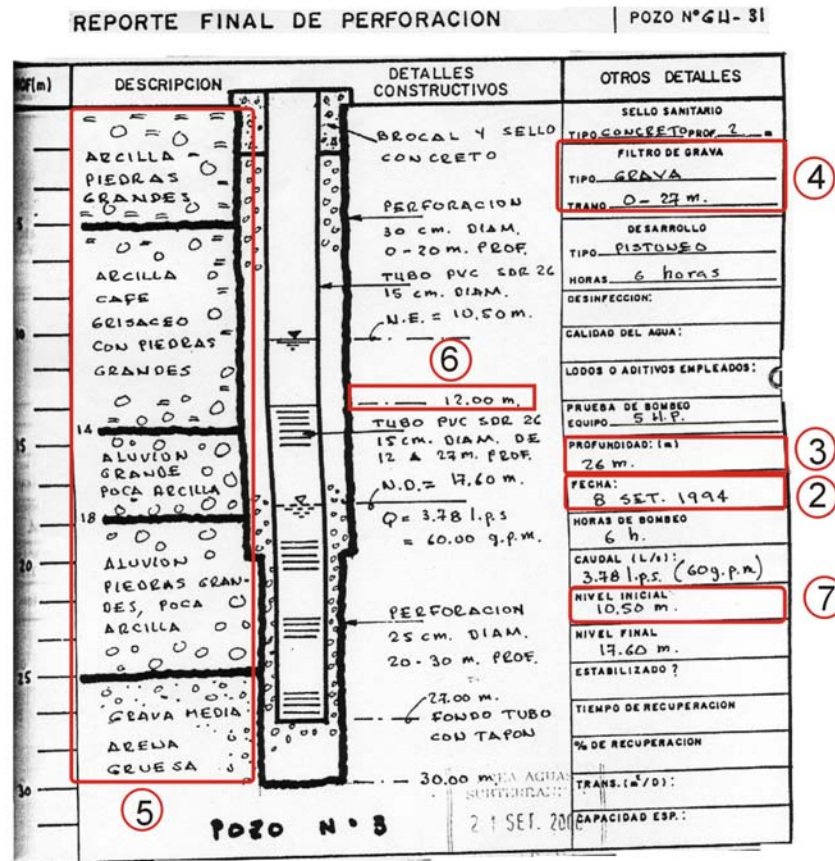 REPORTE FINAL DE PERFORACION
POZO Nº GU-31
DESCRIPCION
DETALLES
CONSTRUCTIVOS
OTROS DETALLES
5
10
14
15
18
20
25
30
ARCILLA
PIEDRAS
GRANDES
ARCILLA
CAFE
GRISACEO
CON PIEDRAS
GRANDES
ALUVION
GRANDE
POCA ARCILLA
ALUVION
PIEDRAS GRAN-
DES, POCA
ARCILLA
GRAVA MEDIA
ARENA
GRUESA
5
POZO Nº 3
BROCAL Y SELLO
CONCRETO
PERFORACION
30 cm. DIAM.
0-20 m. PROF.
TUBO PVC SDR 26
15 cm. DIAM.
N.E. = 10,50 m.
6
12.00 m.
TUBO PVC SDR 26
15 cm. DIAM. DE
12 A 27 m. PROF.
N.D. = 17.60 m.
Q = 3.78 l.p.s
= 60.00 g.p.m.
PERFORACION
25 cm. DIAM.
20-30 m. PROF.
27.00 m.
FONDO TUBO
CON TAPON
30.00 m.
AGUAS
21 SET.
SELLO SANITARIO
TIPO CONCRETO PROF. 2 m
FILTRO DE GRAVA
TIPO GRAVA
TRAMO 0-27 m.
4
DESARROLLO
TIPO PISTONEO
HORAS 6 horas
DESINFECCION:
CALIDAD DEL AGUA:
LODOS O ADITIVOS EMPLEADOS:
PRUEBA DE BOMBEO
EQUIPO 5 H.P.
PROFUNDIDAD: (m)
26 m.
3
FECHA:
8 SET. 1994
2
HORAS DE BOMBEO
6 h.
CAUDAL (L/s):
3.78 l.p.s. (60 g.p.m)
NIVEL INICIAL
10,50 m.
7
NIVEL FINAL
17.60 m.
ESTABILIZADO ?
TIEMPO DE RECUPERACION
% DE RECUPERACION
TRANS. (m²/D):
CAPACIDAD ESP.: